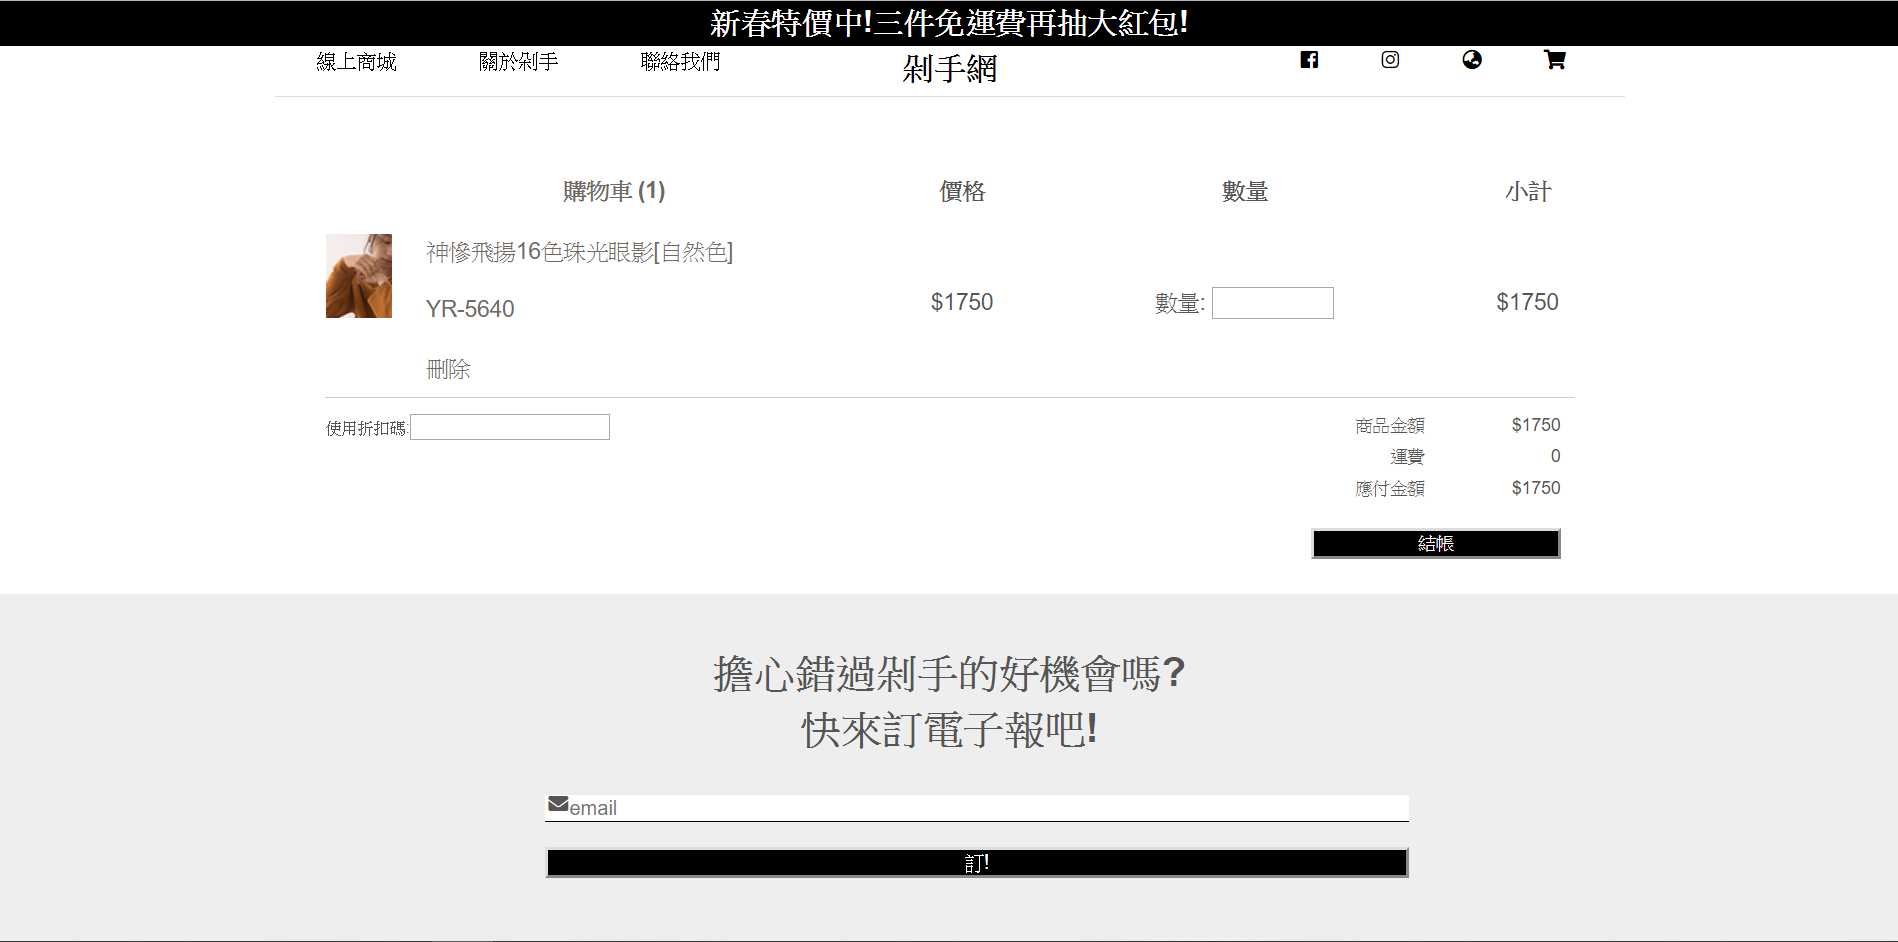 新春特價中!三件免運費再抽大紅包!
線上商城 關於剁手 聯絡我們 剁手網
購物車 (1) 價格 數量 小計
神慘飛揚16色珠光眼影[自然色]
YR-5640
$1750 數量: $1750
刪除
使用折扣碼:
商品金額 $1750
運費 0
應付金額 $1750
結帳
擔心錯過剁手的好機會嗎?
快來訂電子報吧!
email
訂!